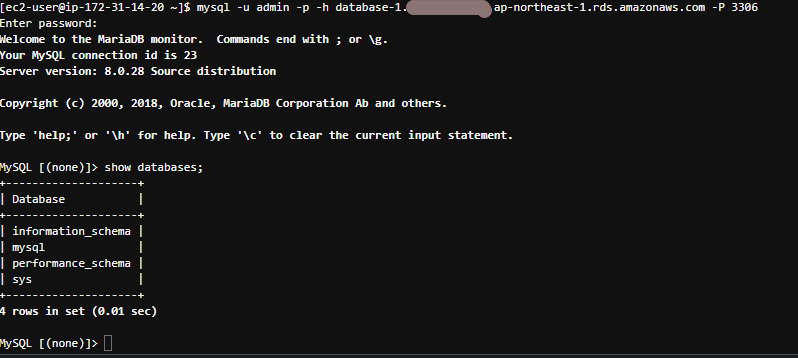 [ec2-user@ip-172-31-14-20 ~]$ mysql -u admin -p -h database-1. ap-northeast-1.rds.amazonaws.com -P 3306
Enter password:
Welcome to the MariaDB monitor.  Commands end with ; or \g.
Your MySQL connection id is 23
Server version: 8.0.28 Source distribution

Copyright (c) 2000, 2018, Oracle, MariaDB Corporation Ab and others.

Type 'help;' or '\h' for help. Type '\c' to clear the current input statement.

MySQL [(none)]> show databases;
+--------------------+
| Database           |
+--------------------+
| information_schema |
| mysql              |
| performance_schema |
| sys                |
+--------------------+
4 rows in set (0.01 sec)

MySQL [(none)]>